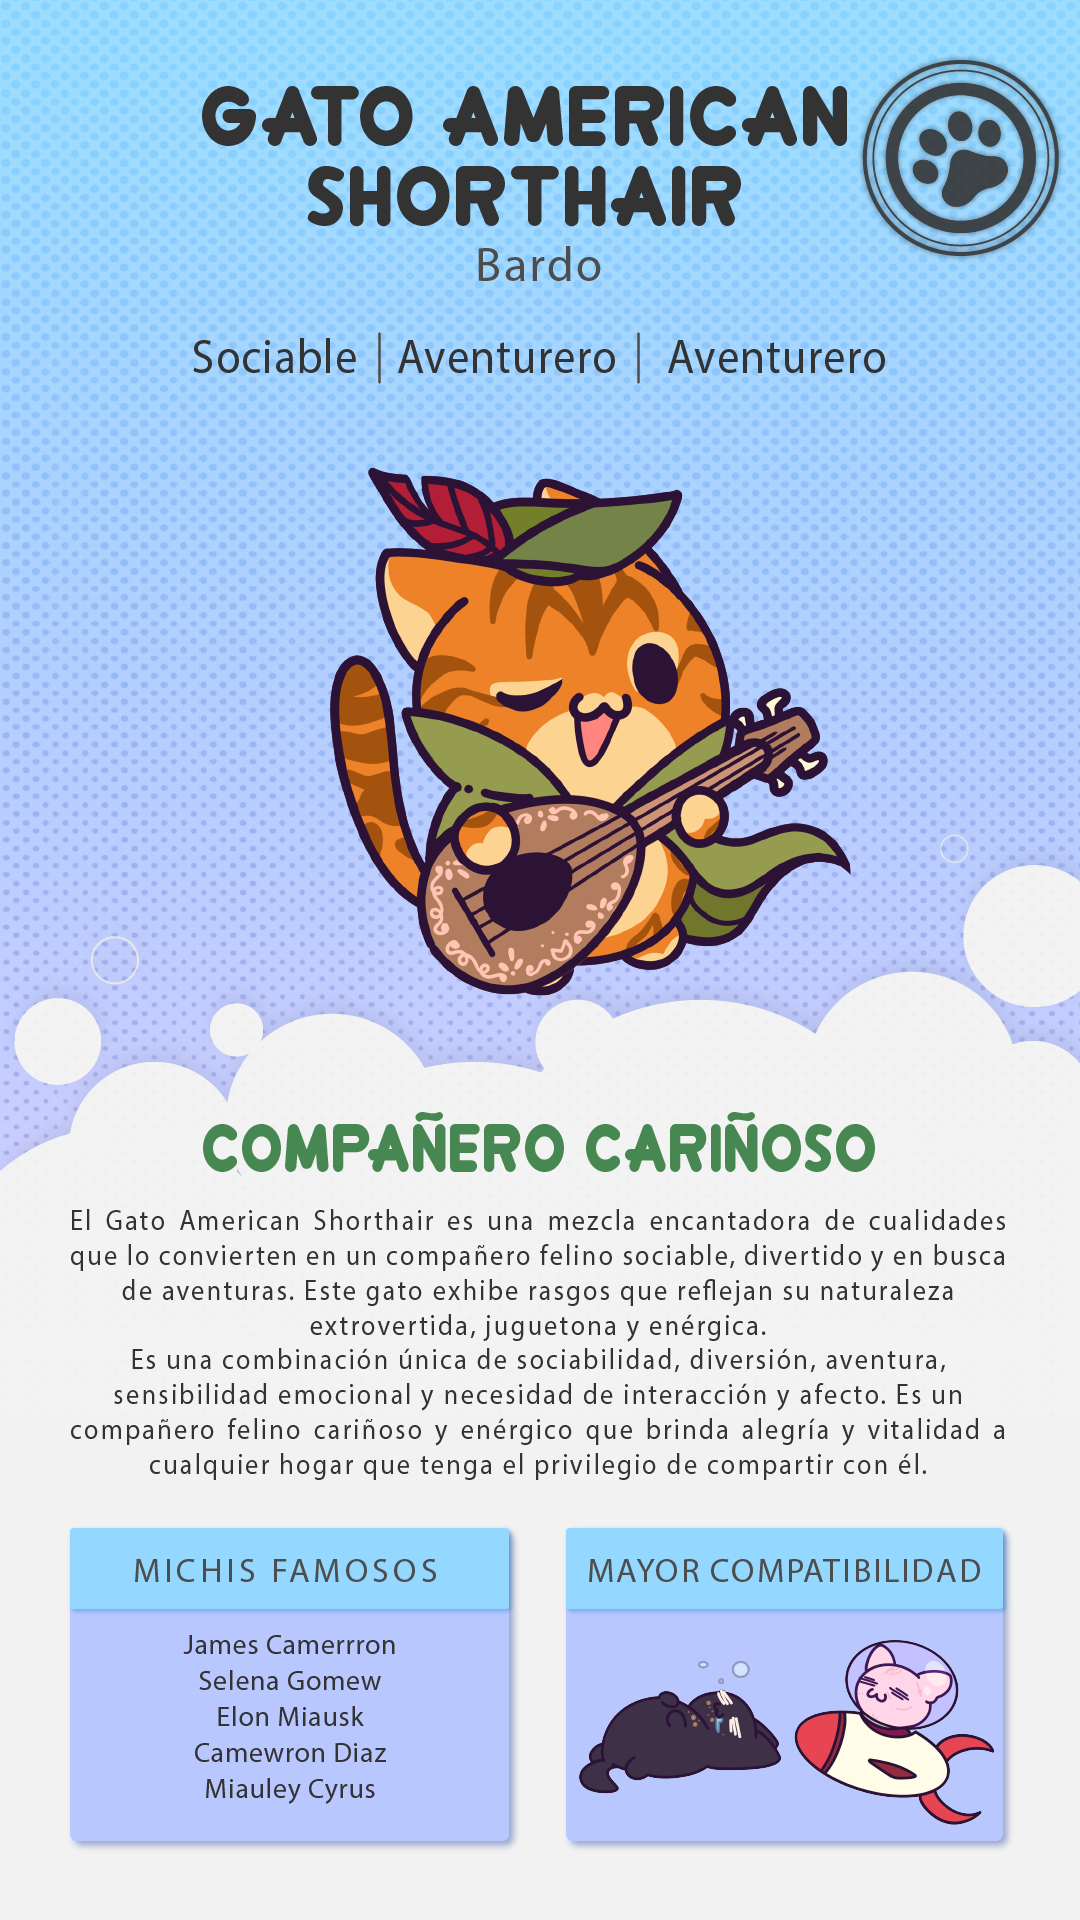 GATO AMERICAN
SHORTHAIR
Bardo
Sociable | Aventurero | Aventurero
COMPAÑERO CARIÑOSO
El Gato American Shorthair es una mezcla encantadora de cualidades
que lo convierten en un compañero felino sociable, divertido y en busca
de aventuras. Este gato exhibe rasgos que reflejan su naturaleza
extrovertida, juguetona y enérgica.
Es una combinación única de sociabilidad, diversión, aventura,
sensibilidad emocional y necesidad de interacción y afecto. Es un
compañero felino cariñoso y enérgico que brinda alegría y vitalidad a
cualquier hogar que tenga el privilegio de compartir con él.
MICHIS FAMOSOS
James Camerrron
Selena Gomew
Elon Miausk
Camewron Diaz
Miauley Cyrus
MAYOR COMPATIBILIDAD